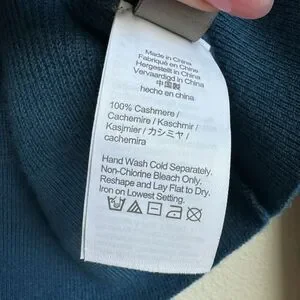 Made in China
Fabriqué en Chine
Hergestellt in China
Vervaardigd in China
中国製
hecho en china
100% Cashmere /
Cachemire / Kaschmir /
Kasjmier / カシミヤ /
cachemira
Hand Wash Cold Separately.
Non-Chlorine Bleach Only.
Reshape and Lay Flat to Dry.
Iron on Lowest Setting.